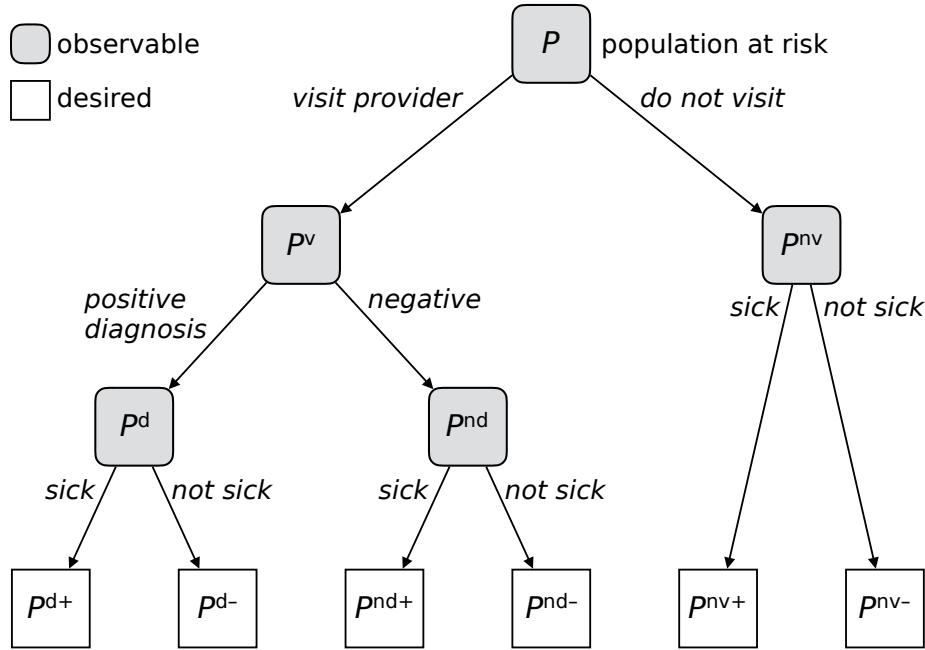 observable
desired
P population at risk
visit provider
do not visit
Pᵛ
Pⁿᵛ
positive
diagnosis
negative
sick
not sick
Pᵈ
Pⁿᵈ
sick
not sick
sick
not sick
Pᵈ⁺
Pᵈ⁻
Pⁿᵈ⁺
Pⁿᵈ⁻
Pⁿᵛ⁺
Pⁿᵛ⁻